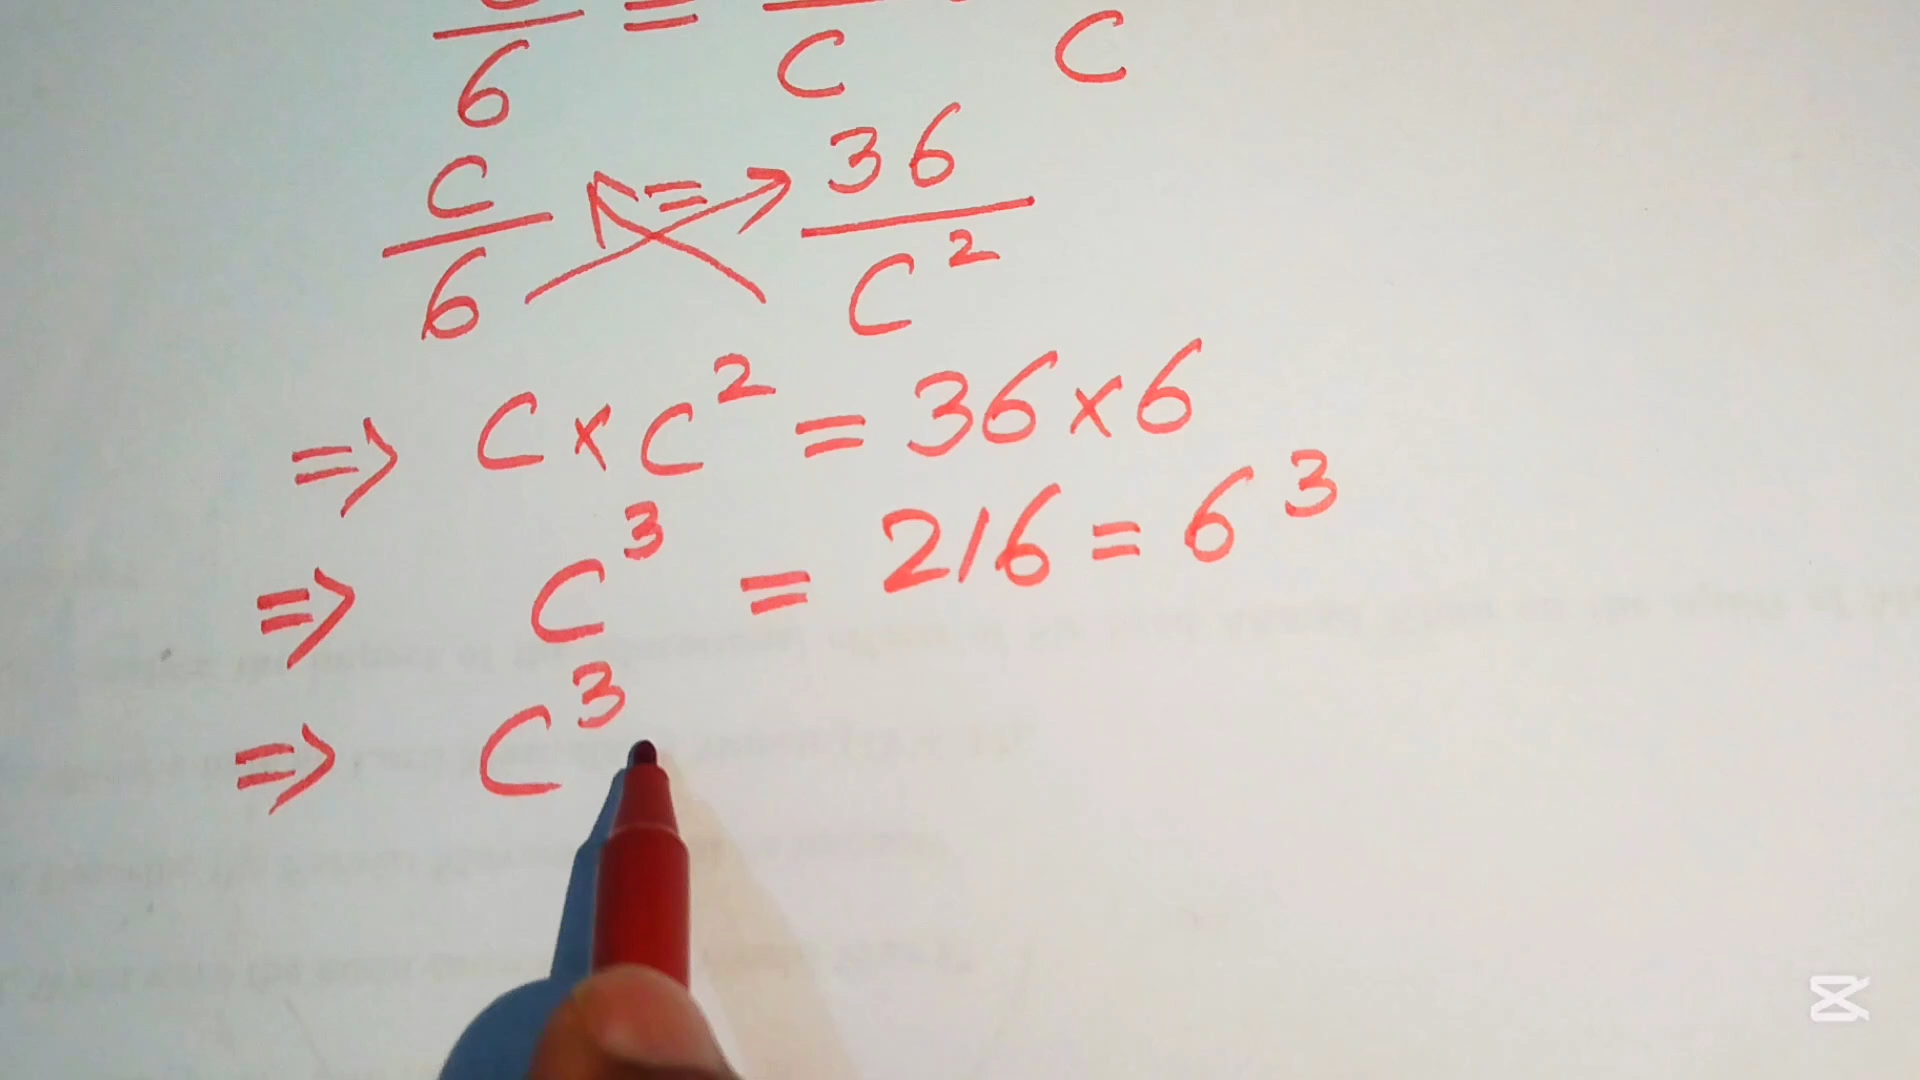 6 = C C
C/6 = 36/C²
=> C × C² = 36 × 6
=> C³ = 216 = 6³
=> C³